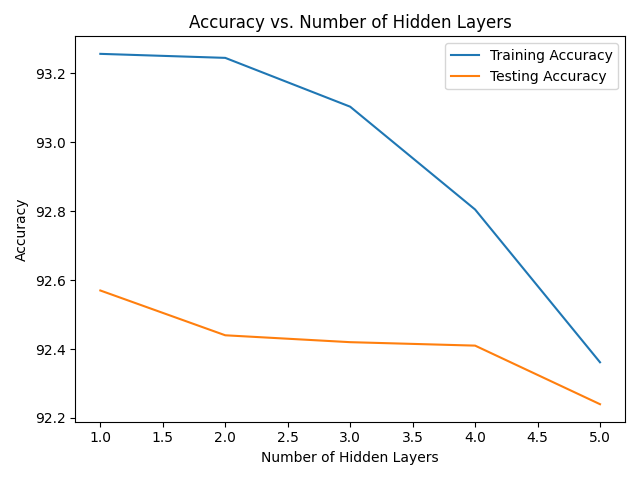 Accuracy vs. Number of Hidden Layers
Training Accuracy
Testing Accuracy
Accuracy
93.2
93.0
92.8
92.6
92.4
92.2
1.0 1.5 2.0 2.5 3.0 3.5 4.0 4.5 5.0
Number of Hidden Layers